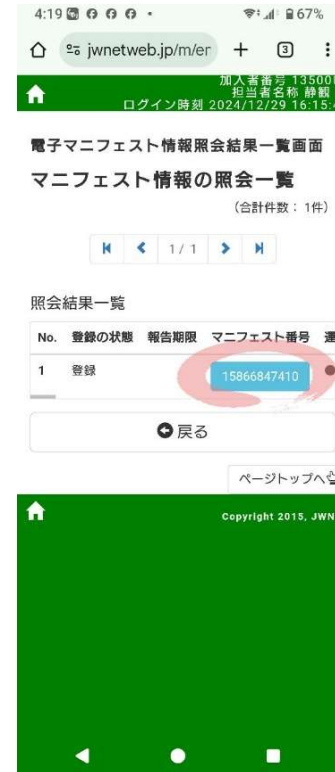 4:19
67%
jwnetweb.jp/m/er
3
加入者番号 135000
担当者名称 静観
ログイン時刻 2024/12/29 16:15:4
電子マニフェスト情報照会結果一覧画面
マニフェスト情報の照会一覧
（合計件数： 1件）
1 / 1
照会結果一覧
No. 登録の状態 報告期限 マニフェスト番号 運
1 登録 15866847410
戻る
ページトップへ
Copyright 2015, JWN